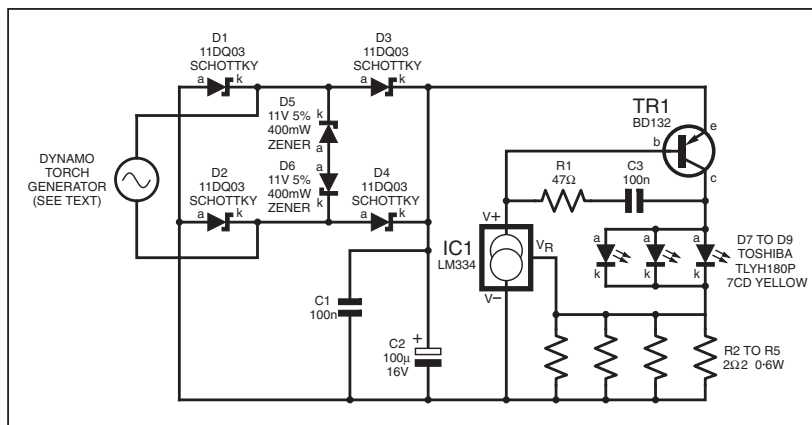 D1
11DQ03
SCHOTTKY
a
k
D3
11DQ03
SCHOTTKY
a
k
D5
11V 5%
400mW
ZENER
k
a
TR1
BD132
e
b
c
DYNAMO
TORCH
GENERATOR
(SEE TEXT)
D2
11DQ03
SCHOTTKY
a
k
D6
11V 5%
400mW
ZENER
a
k
D4
11DQ03
SCHOTTKY
a
k
R1
47Ω
C3
100n
V+
IC1
LM334
VR
V−
a
k
a
k
a
k
D7 TO D9
TOSHIBA
TLYH180P
7CD YELLOW
C1
100n
C2
100µ
16V
+
R2 TO R5
2Ω2 0·6W